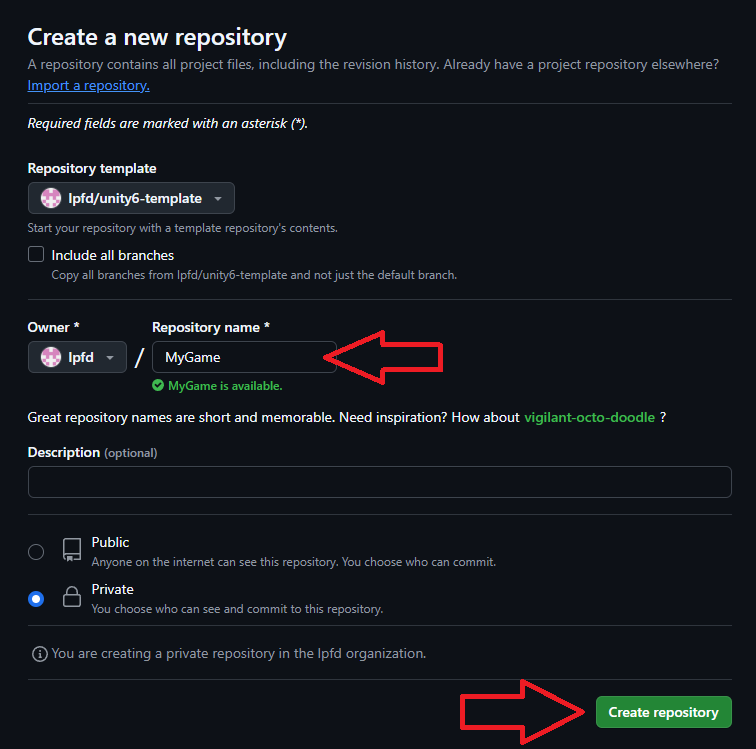 Create a new repository
A repository contains all project files, including the revision history. Already have a project repository elsewhere?
Import a repository.
Required fields are marked with an asterisk (*).
Repository template
lpfd/unity6-template
Start your repository with a template repository's contents.
Include all branches
Copy all branches from lpfd/unity6-template and not just the default branch.
Owner * Repository name *
lpfd / MyGame
MyGame is available.
Great repository names are short and memorable. Need inspiration? How about vigilant-octo-doodle ?
Description (optional)
Public
Anyone on the internet can see this repository. You choose who can commit.
Private
You choose who can see and commit to this repository.
You are creating a private repository in the lpfd organization.
Create repository